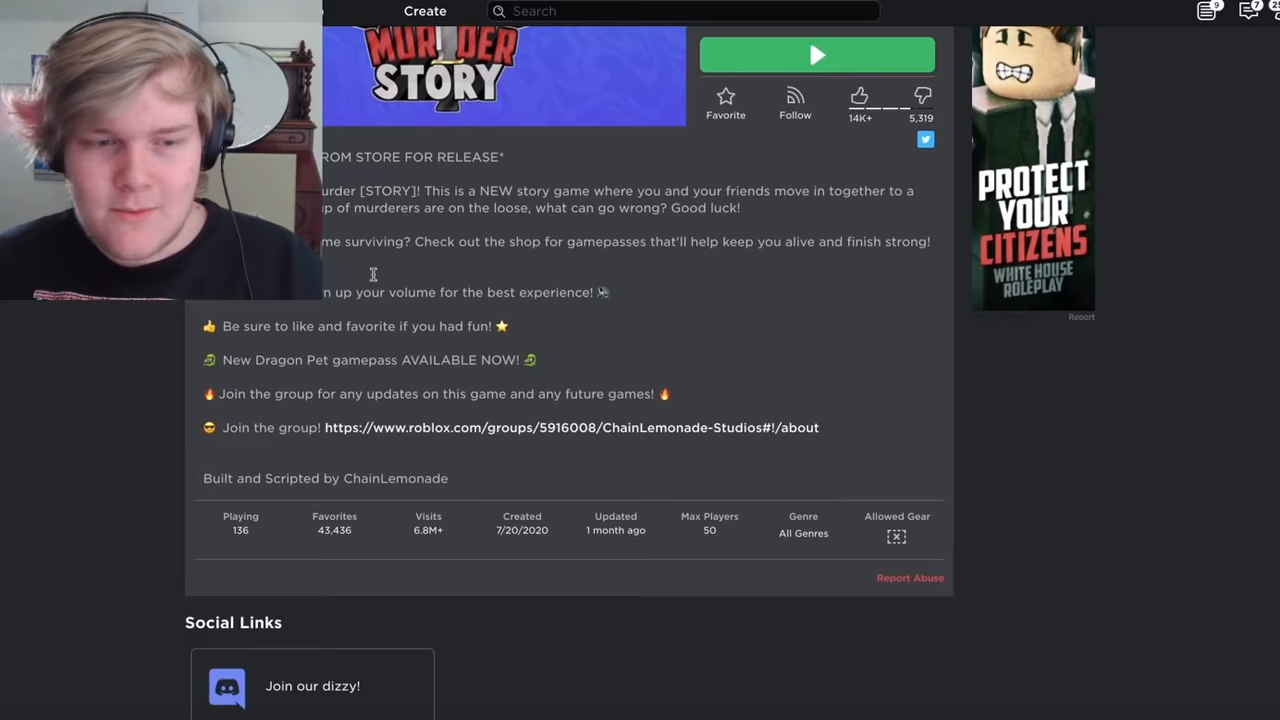 Create
Search
9
7
MURDER
STORY
Favorite
Follow
14K+
5,319
ROM STORE FOR RELEASE*
urder [STORY]! This is a NEW story game where you and your friends move in together to a
p of murderers are on the loose, what can go wrong? Good luck!
me surviving? Check out the shop for gamepasses that'll help keep you alive and finish strong!
n up your volume for the best experience! 🔊
👍 Be sure to like and favorite if you had fun! ⭐
🐲 New Dragon Pet gamepass AVAILABLE NOW! 🐲
🔥Join the group for any updates on this game and any future games! 🔥
😎 Join the group! https://www.roblox.com/groups/5916008/ChainLemonade-Studios#!/about
Built and Scripted by ChainLemonade
Playing Favorites Visits Created Updated Max Players Genre Allowed Gear
136 43,436 6.8M+ 7/20/2020 1 month ago 50 All Genres
Report Abuse
Social Links
Join our dizzy!
PROTECT
YOUR
CITIZENS
WHITE HOUSE
ROLEPLAY
Report